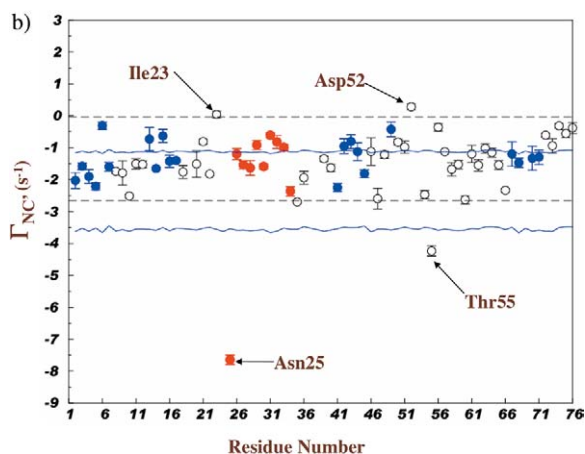 b)
3
2
1
0
-1
-2
-3
-4
-5
-6
-7
-8
-9
Γ_NC' (s⁻¹)
Ile23
Asp52
Thr55
Asn25
1 6 11 16 21 26 31 36 41 46 51 56 61 66 71 76
Residue Number